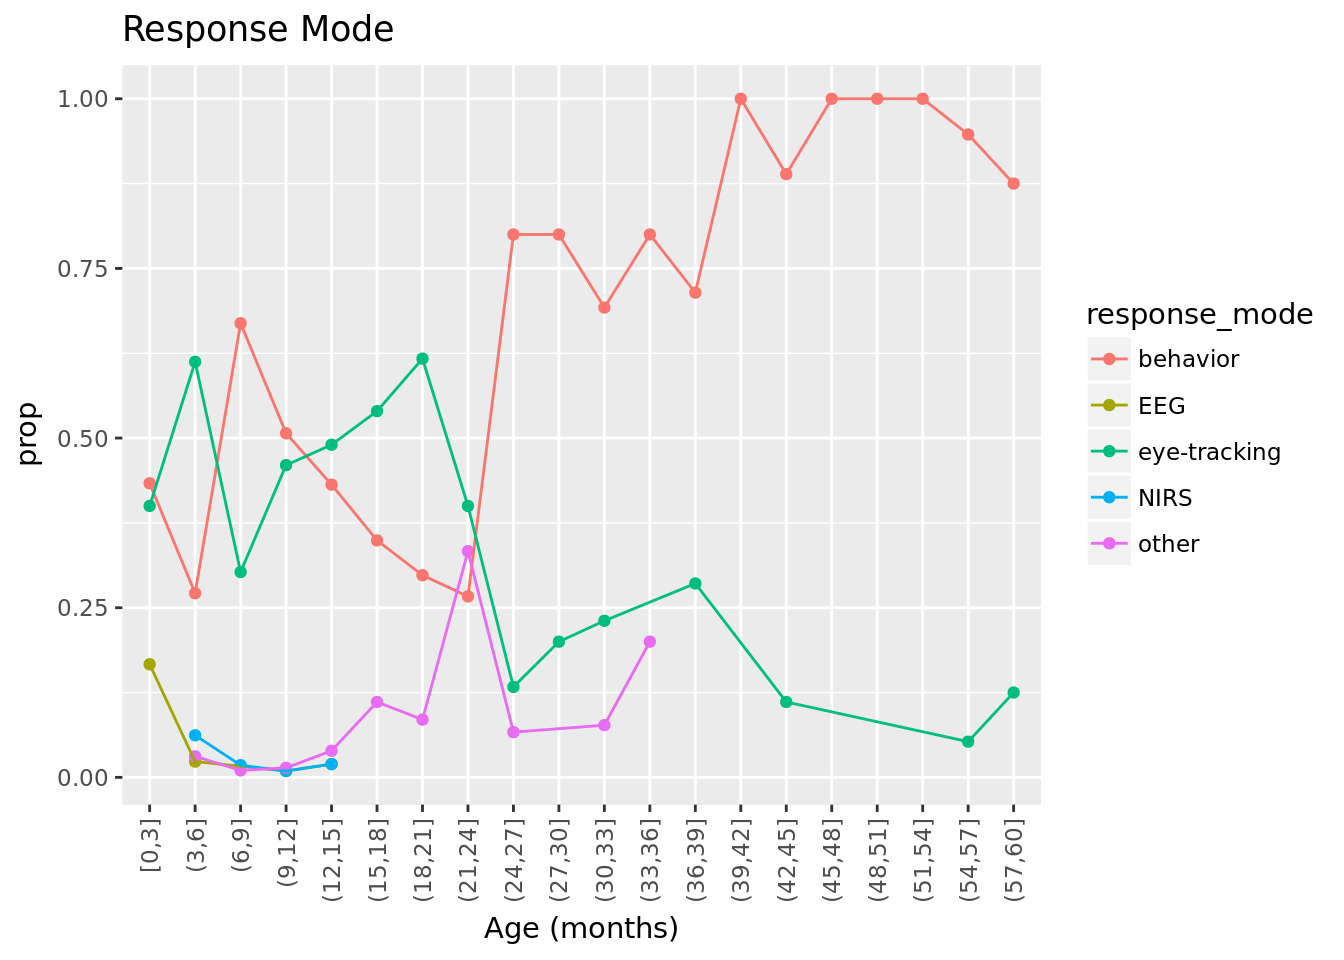 Response Mode
1.00
0.75
0.50
0.25
0.00
prop
[0,3]
(3,6]
(6,9]
(9,12]
(12,15]
(15,18]
(18,21]
(21,24]
(24,27]
(27,30]
(30,33]
(33,36]
(36,39]
(39,42]
(42,45]
(45,48]
(48,51]
(51,54]
(54,57]
(57,60]
Age (months)
response_mode
behavior
EEG
eye-tracking
NIRS
other